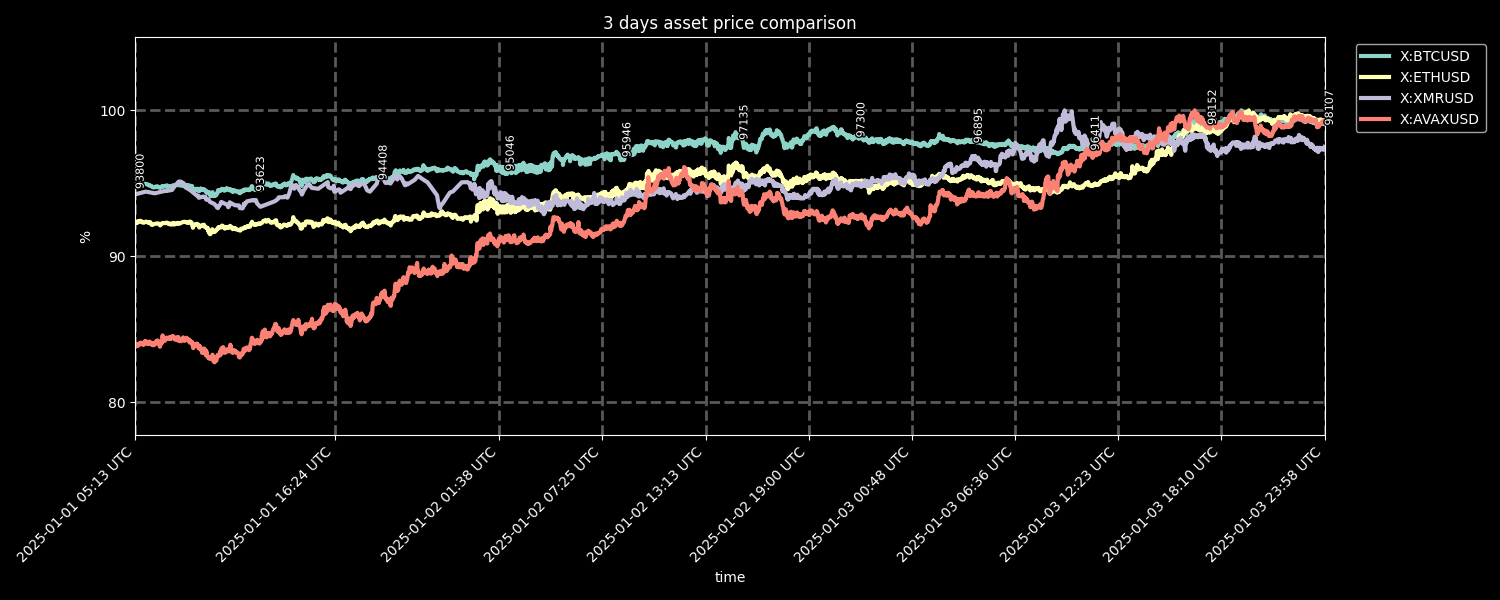 3 days asset price comparison
X:BTCUSD
X:ETHUSD
X:XMRUSD
X:AVAXUSD
%
100
90
80
93800
93623
94408
95046
95946
97135
97300
96895
96411
98152
98107
2025-01-01 05:13 UTC
2025-01-01 16:24 UTC
2025-01-02 01:38 UTC
2025-01-02 07:25 UTC
2025-01-02 13:13 UTC
2025-01-02 19:00 UTC
2025-01-03 00:48 UTC
2025-01-03 06:36 UTC
2025-01-03 12:23 UTC
2025-01-03 18:10 UTC
2025-01-03 23:58 UTC
time